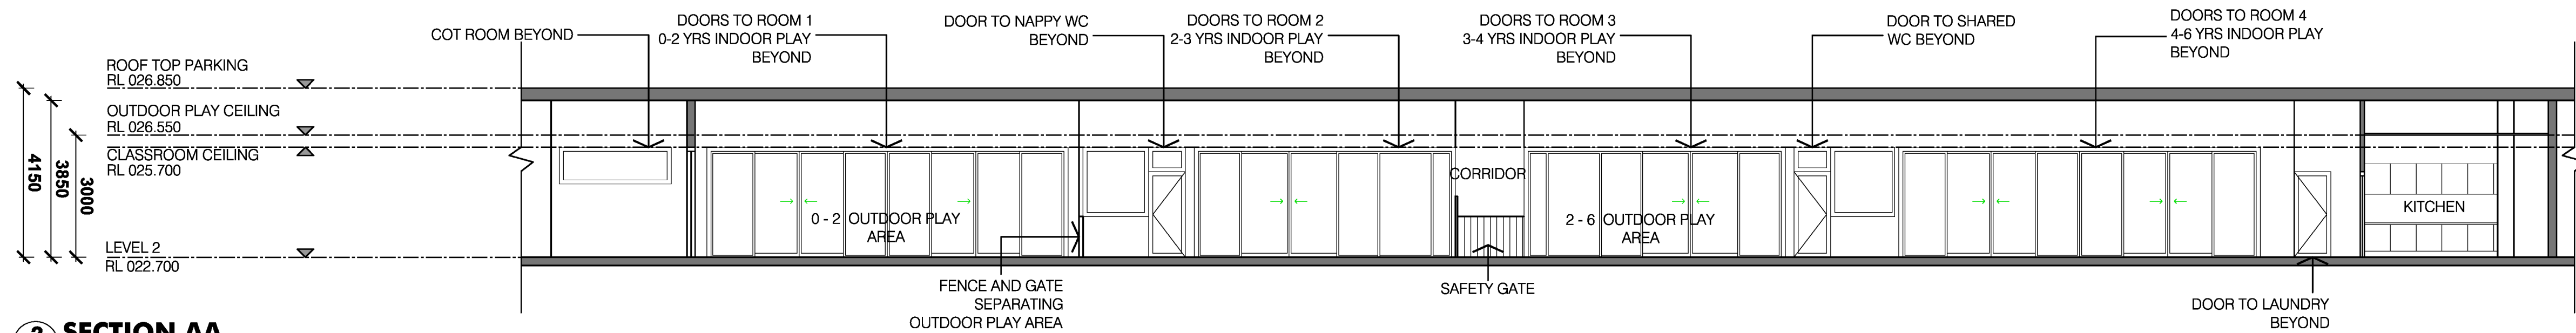 COT ROOM BEYOND
DOORS TO ROOM 1
0-2 YRS INDOOR PLAY
BEYOND
DOOR TO NAPPY WC
BEYOND
DOORS TO ROOM 2
2-3 YRS INDOOR PLAY
BEYOND
DOORS TO ROOM 3
3-4 YRS INDOOR PLAY
BEYOND
DOOR TO SHARED
WC BEYOND
DOORS TO ROOM 4
4-6 YRS INDOOR PLAY
BEYOND
ROOF TOP PARKING
RL 026.850
OUTDOOR PLAY CEILING
RL 026.550
CLASSROOM CEILING
RL 025.700
4150
3850
3000
LEVEL 2
RL 022.700
0 - 2 OUTDOOR PLAY
AREA
CORRIDOR
2 - 6 OUTDOOR PLAY
AREA
KITCHEN
FENCE AND GATE
SEPARATING
OUTDOOR PLAY AREA
SAFETY GATE
DOOR TO LAUNDRY
BEYOND
2 SECTION AA